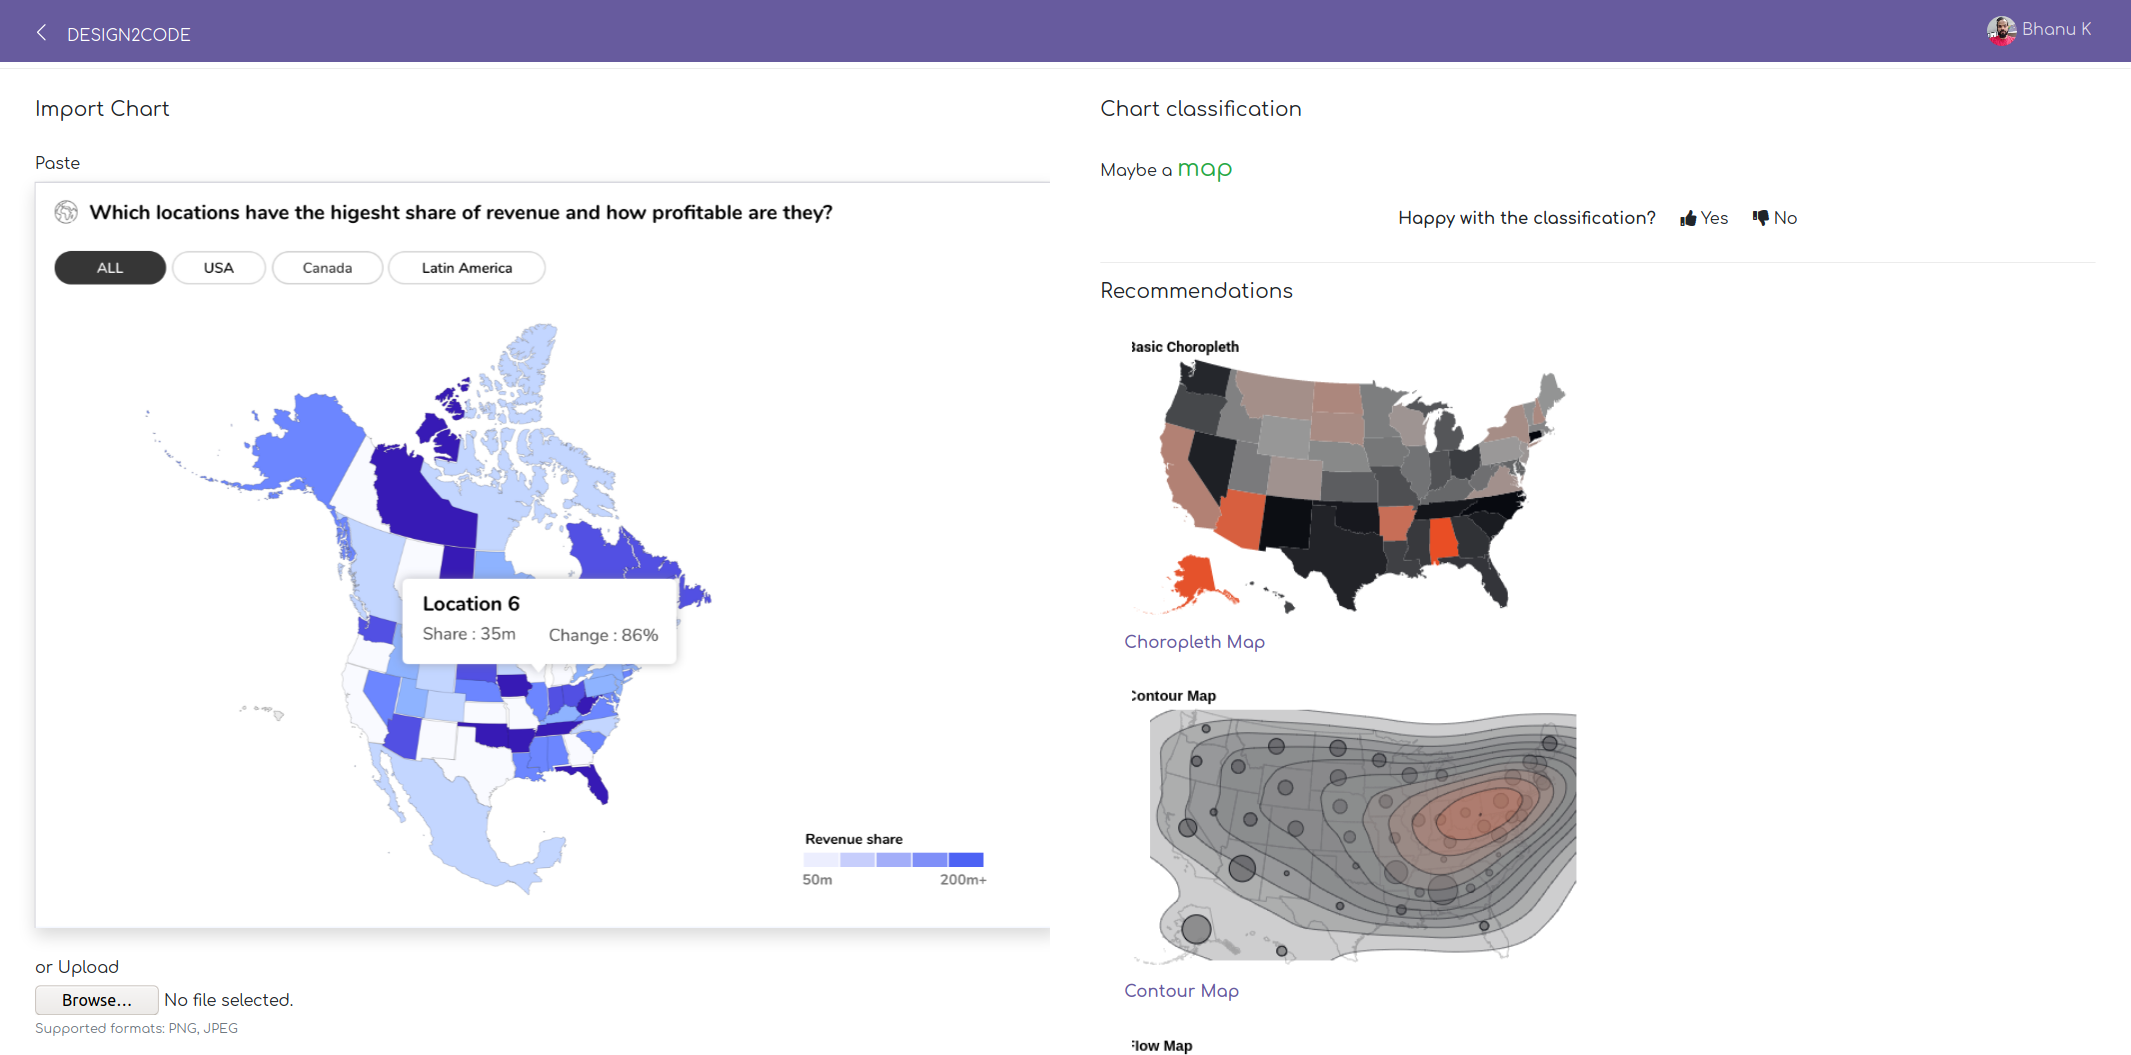 DESIGN2CODE
Bhanu K
Import Chart
Paste
Which locations have the higesht share of revenue and how profitable are they?
ALL
USA
Canada
Latin America
Location 6
Share : 35m
Change : 86%
Revenue share
50m
200m+
or Upload
Browse...
No file selected.
Supported formats: PNG, JPEG
Chart classification
Maybe a map
Happy with the classification?
Yes
No
Recommendations
Basic Choropleth
Choropleth Map
Contour Map
Contour Map
Flow Map